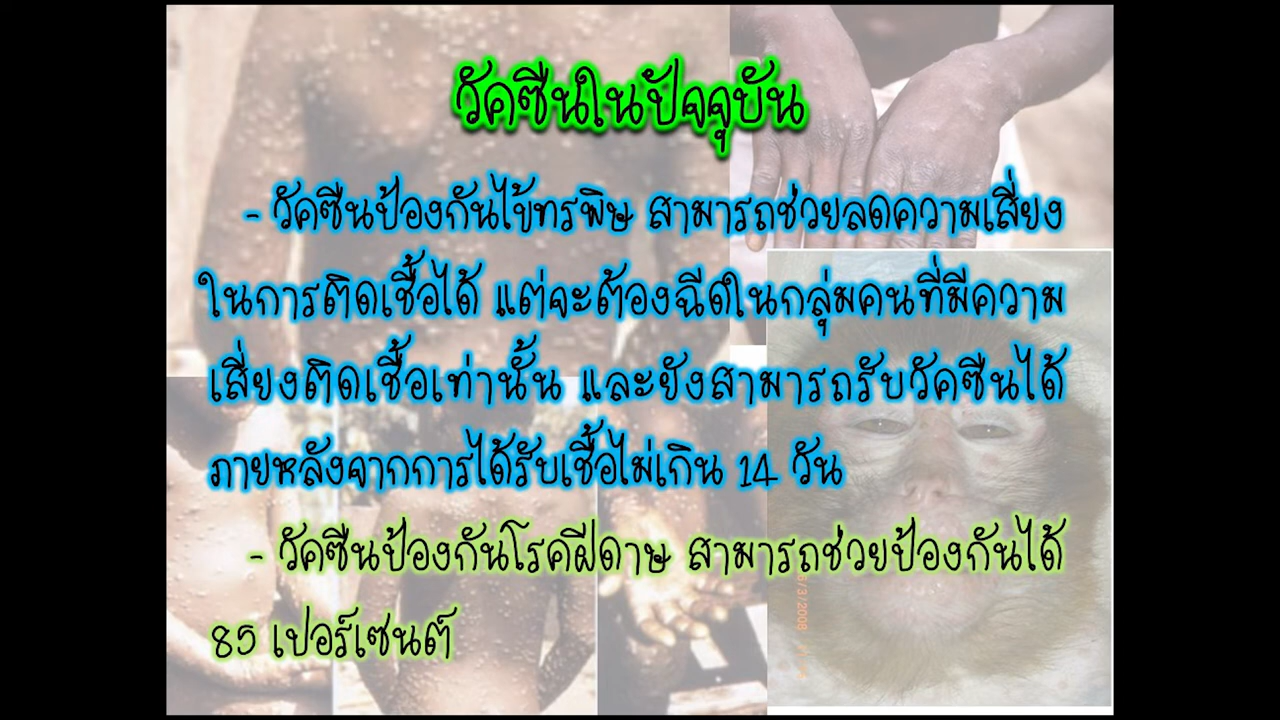 วัคซีนในปัจจุบัน
- วัคซีนป้องกันไข้ทรพิษ สามารถช่วยลดความเสี่ยง
ในการติดเชื้อได้ แต่จะต้องฉีดในกลุ่มคนที่มีความ
เสี่ยงติดเชื้อเท่านั้น และยังสามารถรับวัคซีนได้
ภายหลังจากการได้รับเชื้อไม่เกิน 14 วัน
- วัคซีนป้องกันโรคฝีดาษ สามารถช่วยป้องกันได้
85 เปอร์เซนต์